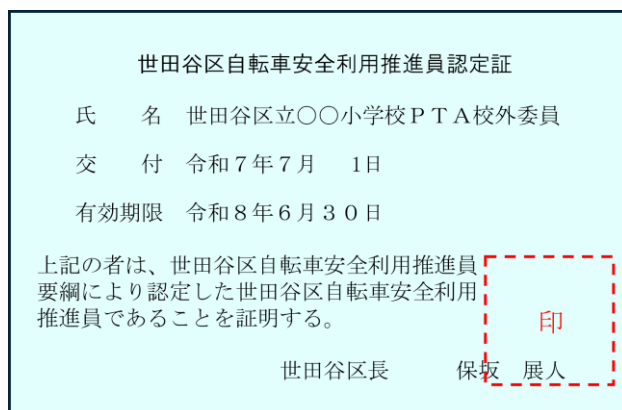 世田谷区自転車安全利用推進員認定証
氏　　名　世田谷区立○○小学校ＰＴＡ校外委員
交　　付　令和７年７月　　1日
有効期限　令和８年６月３０日
上記の者は、世田谷区自転車安全利用推進員
要綱により認定した世田谷区自転車安全利用
推進員であることを証明する。
印
世田谷区長　　　保坂　展人